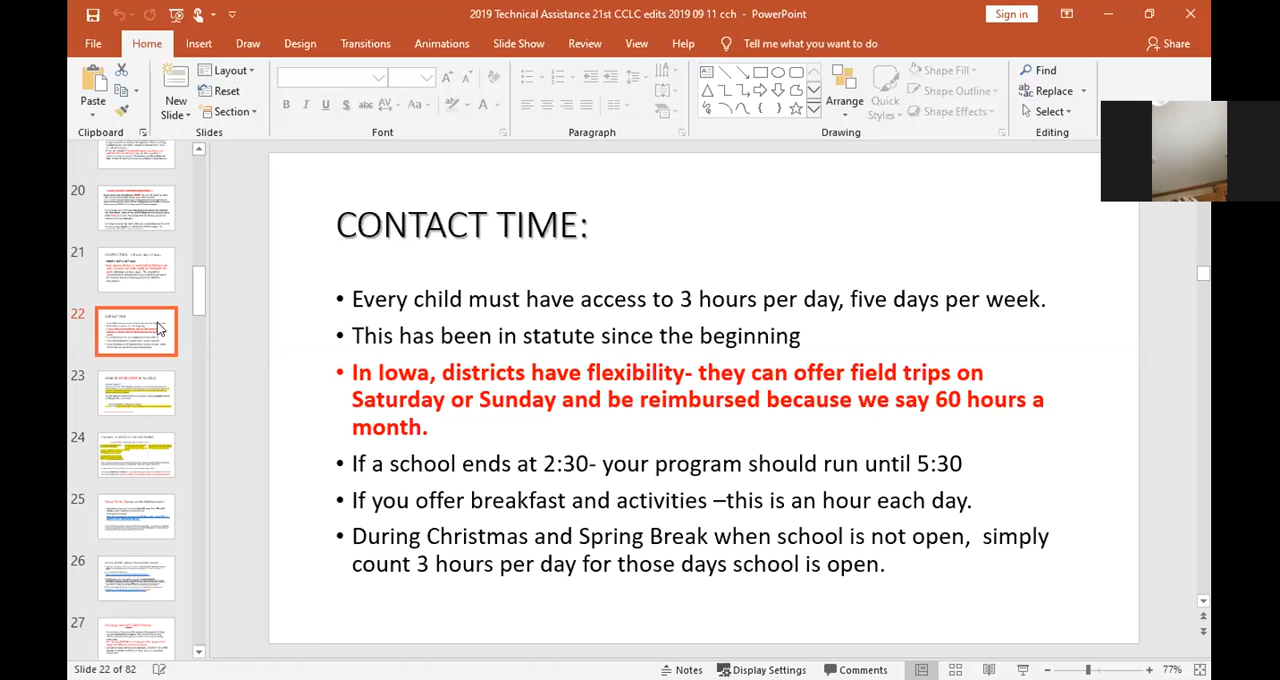 2019 Technical Assistance 21st CCLC edits 2019 09 11 cch - PowerPoint
Sign in
File Home Insert Draw Design Transitions Animations Slide Show Review View Help Tell me what you want to do Share
Paste
Clipboard
New Slide
Layout
Reset
Section
Slides
B I U S abc AV Aa A
Font
Paragraph
Arrange
Quick Styles
Shape Fill
Shape Outline
Shape Effects
Drawing
Find
Replace
Select
Editing
20
21
22
23
24
25
26
27
CONTACT TIME:
• Every child must have access to 3 hours per day, five days per week.
• This has been in statute since the beginning
• In Iowa, districts have flexibility- they can offer field trips on
Saturday or Sunday and be reimbursed because we say 60 hours a
month.
• If a school ends at 2:30- your program should run until 5:30
• If you offer breakfast and activities –this is an hour each day.
• During Christmas and Spring Break when school is not open,  simply
count 3 hours per day for those days school is open.
Slide 22 of 82
Notes
Display Settings
Comments
77%